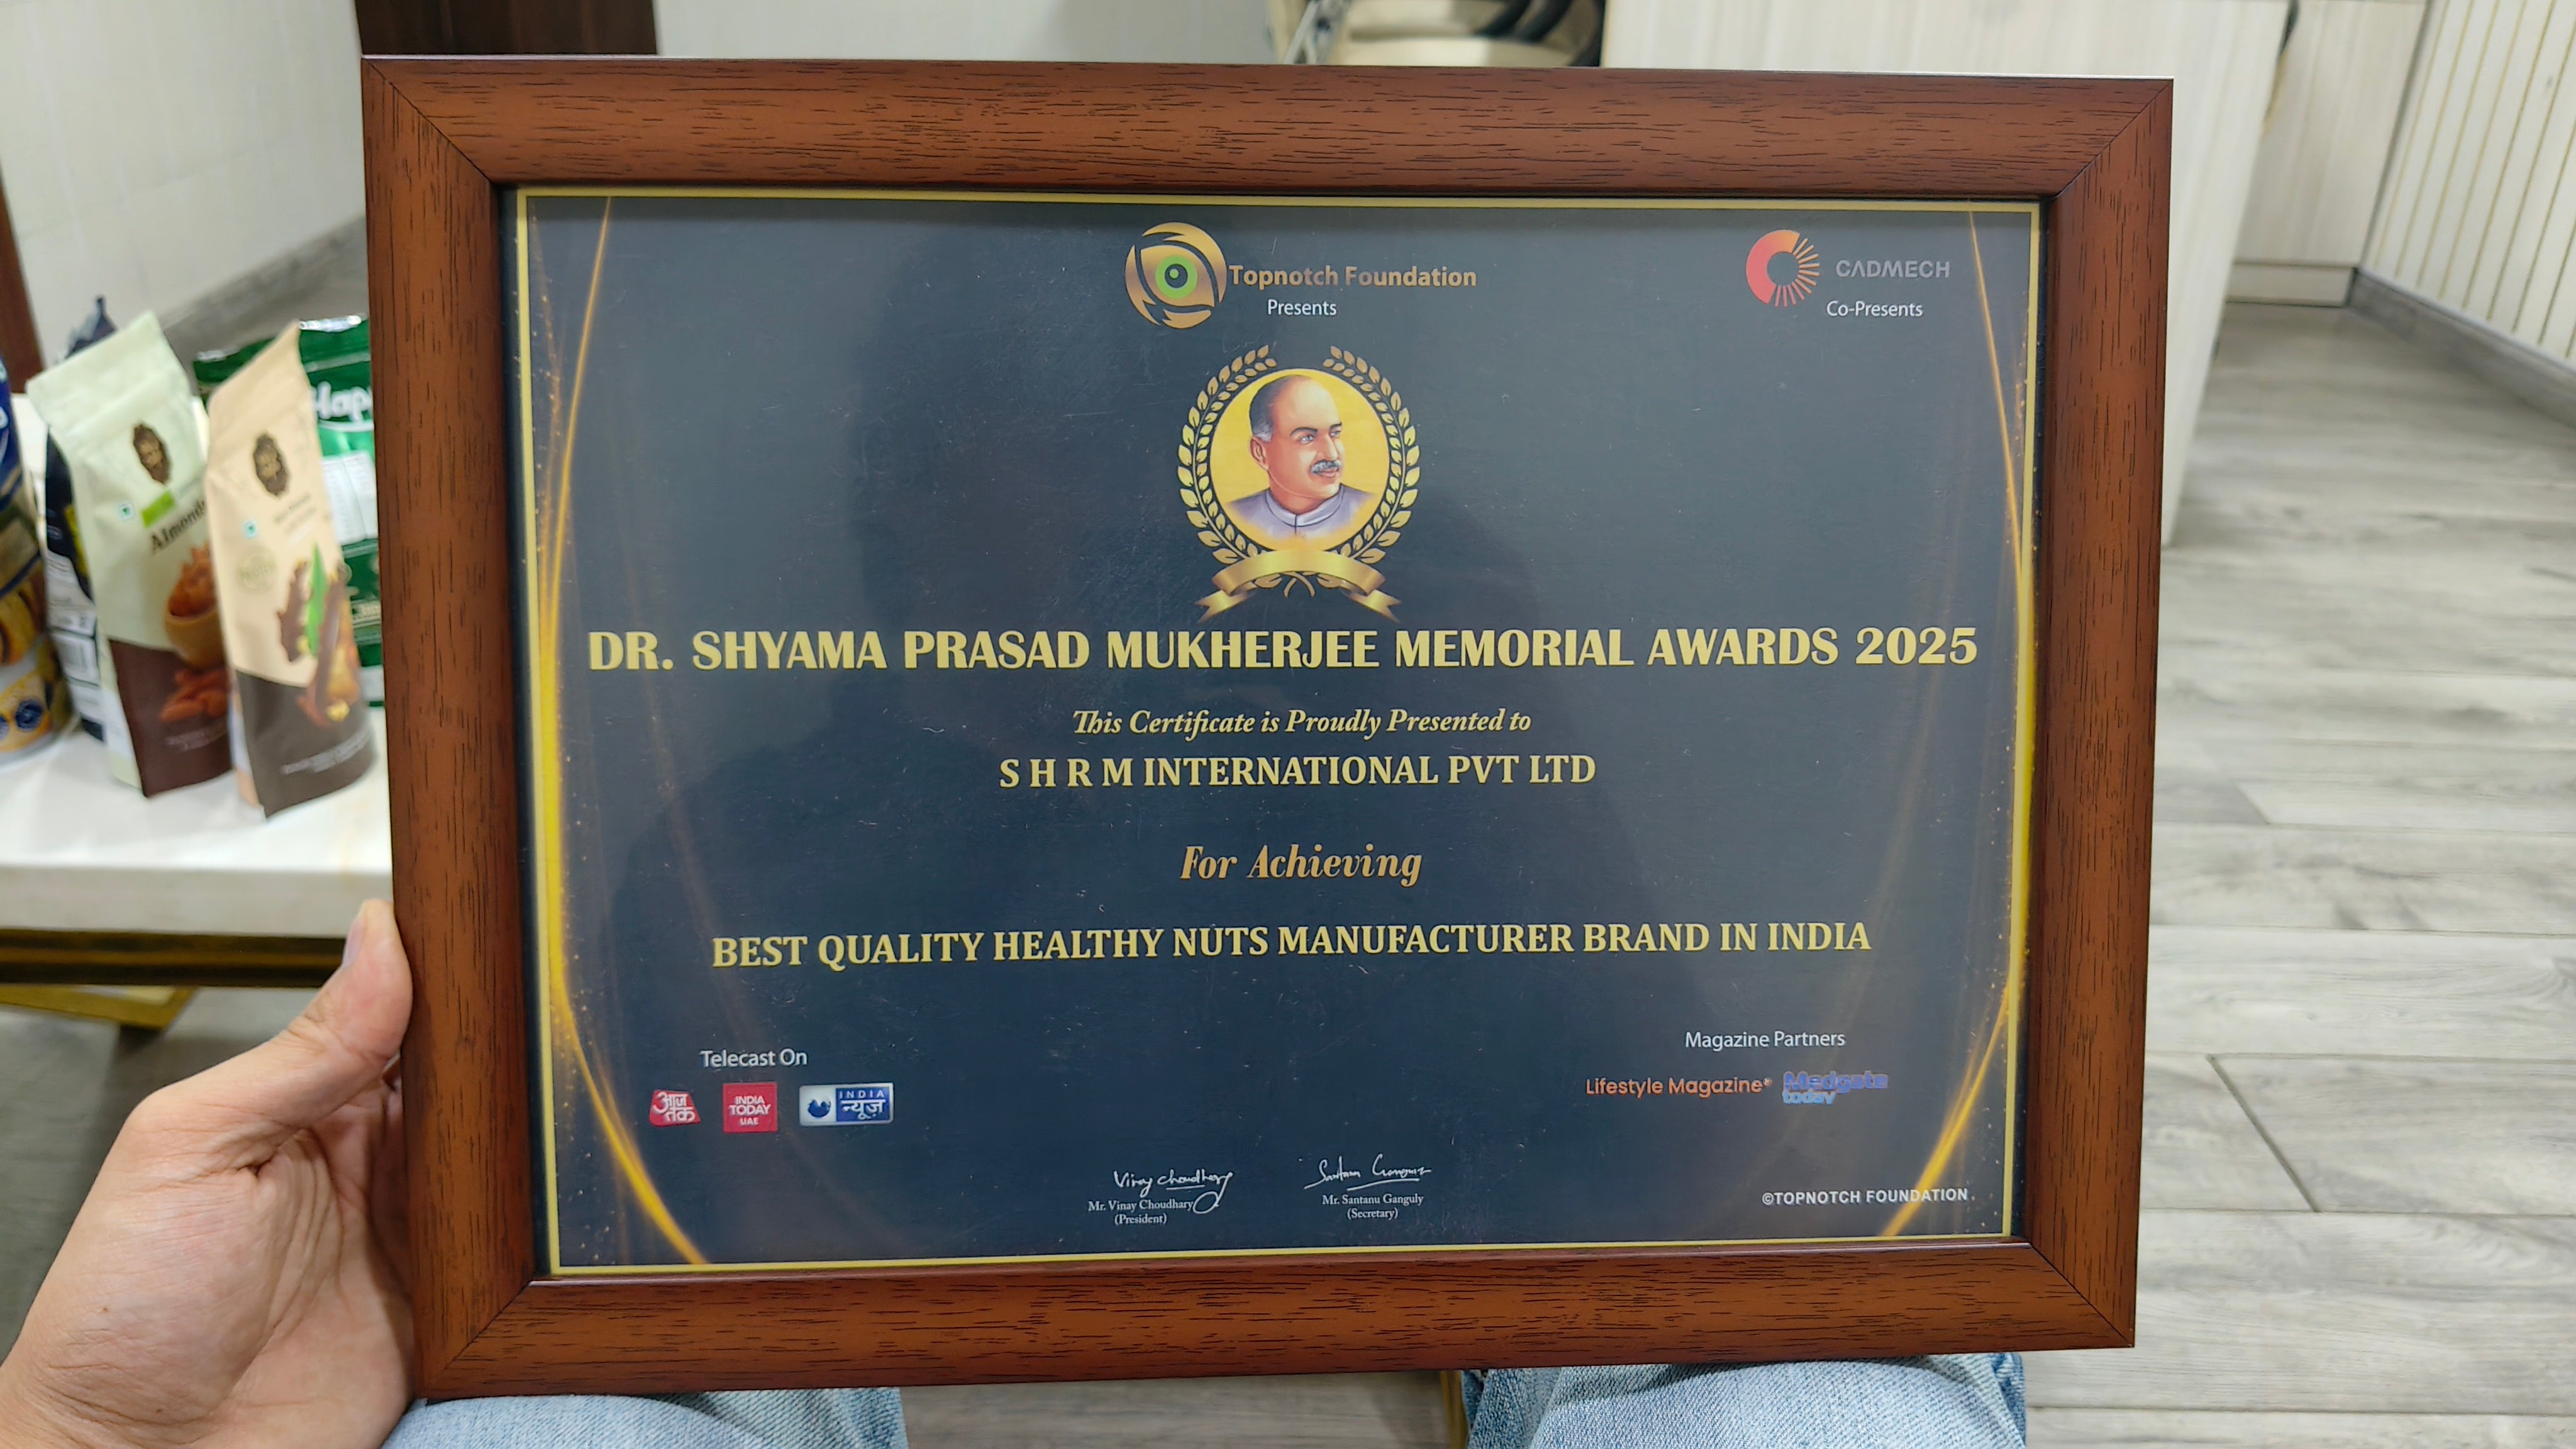 Topnotch Foundation
Presents
CADMECH
Co-Presents
DR. SHYAMA PRASAD MUKHERJEE MEMORIAL AWARDS 2025
This Certificate is Proudly Presented to
S H R M INTERNATIONAL PVT LTD
For Achieving
BEST QUALITY HEALTHY NUTS MANUFACTURER BRAND IN INDIA
Telecast On
आज तक
INDIA TODAY UAE
INDIA न्यूज़
Magazine Partners
Lifestyle Magazine®
Medgate today
Vinay Choudhary
Mr. Vinay Choudhary
(President)
Mr. Santanu Ganguly
(Secretary)
©TOPNOTCH FOUNDATION.
Almonds